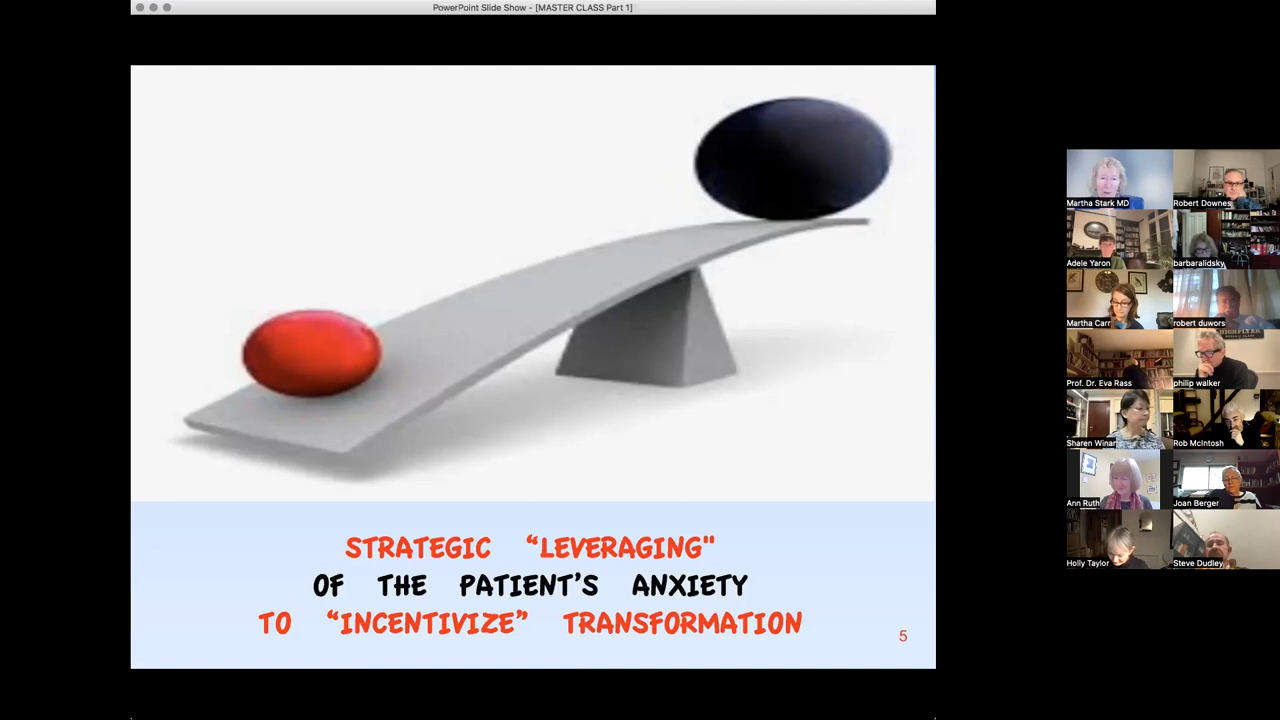 PowerPoint Slide Show - [MASTER CLASS Part 1]
STRATEGIC “LEVERAGING"
OF THE PATIENT’S ANXIETY
TO “INCENTIVIZE” TRANSFORMATION
5
Martha Stark MD
Robert Downes
Adele Yaron
barbaralidsky
Martha Carr
robert duwors
HIGHFLYER
Prof. Dr. Eva Rass
philip walker
Sharen Winar
Rob McIntosh
Ann Ruth
Joan Berger
Holly Taylor
Steve Dudley